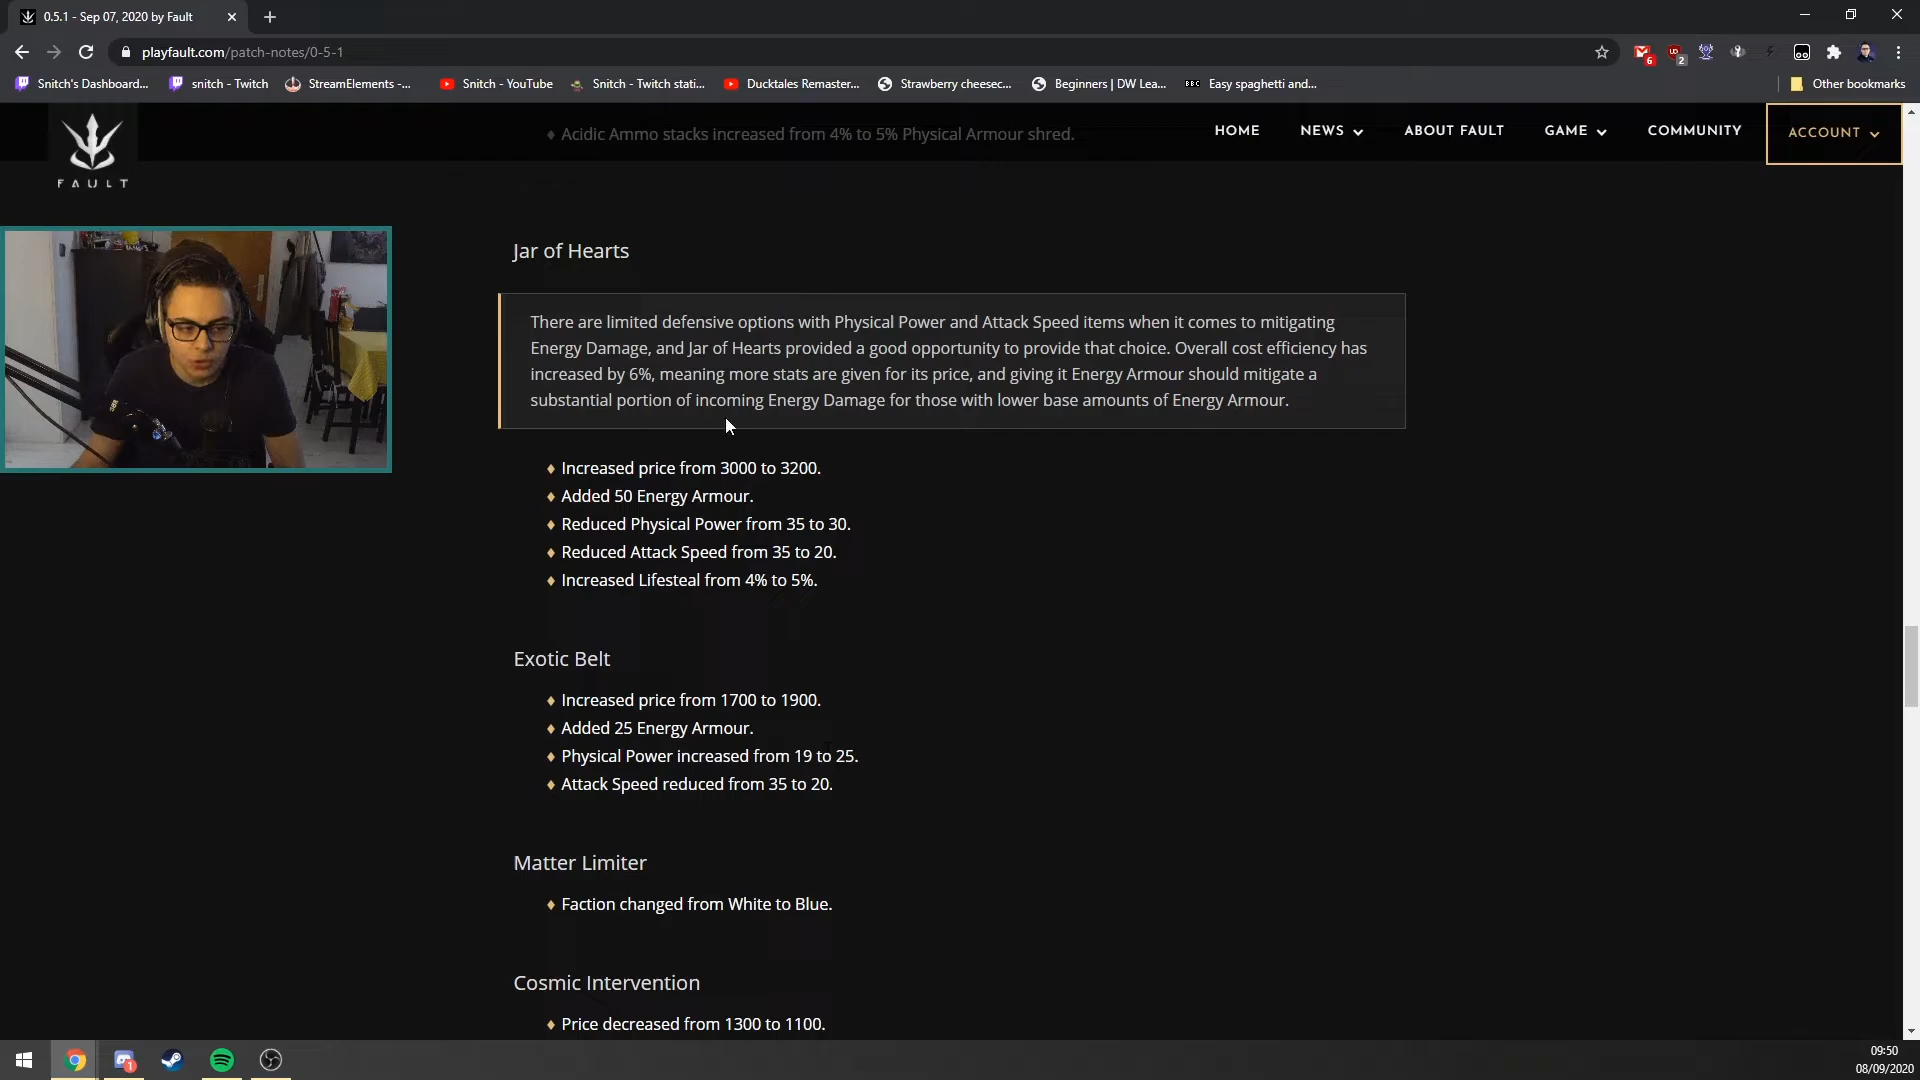 0.5.1 - Sep 07, 2020 by Fault
playfault.com/patch-notes/0-5-1
6
2
Snitch's Dashboard...
snitch - Twitch
StreamElements -...
Snitch - YouTube
Snitch - Twitch stati...
Ducktales Remaster...
Strawberry cheesec...
Beginners | DW Lea...
BBC
Easy spaghetti and...
Other bookmarks
FAULT
Acidic Ammo stacks increased from 4% to 5% Physical Armour shred.
HOME
NEWS
ABOUT FAULT
GAME
COMMUNITY
ACCOUNT
Jar of Hearts
There are limited defensive options with Physical Power and Attack Speed items when it comes to mitigating
Energy Damage, and Jar of Hearts provided a good opportunity to provide that choice. Overall cost efficiency has
increased by 6%, meaning more stats are given for its price, and giving it Energy Armour should mitigate a
substantial portion of incoming Energy Damage for those with lower base amounts of Energy Armour.
Increased price from 3000 to 3200.
Added 50 Energy Armour.
Reduced Physical Power from 35 to 30.
Reduced Attack Speed from 35 to 20.
Increased Lifesteal from 4% to 5%.
Exotic Belt
Increased price from 1700 to 1900.
Added 25 Energy Armour.
Physical Power increased from 19 to 25.
Attack Speed reduced from 35 to 20.
Matter Limiter
Faction changed from White to Blue.
Cosmic Intervention
Price decreased from 1300 to 1100.
1
09:50
08/09/2020